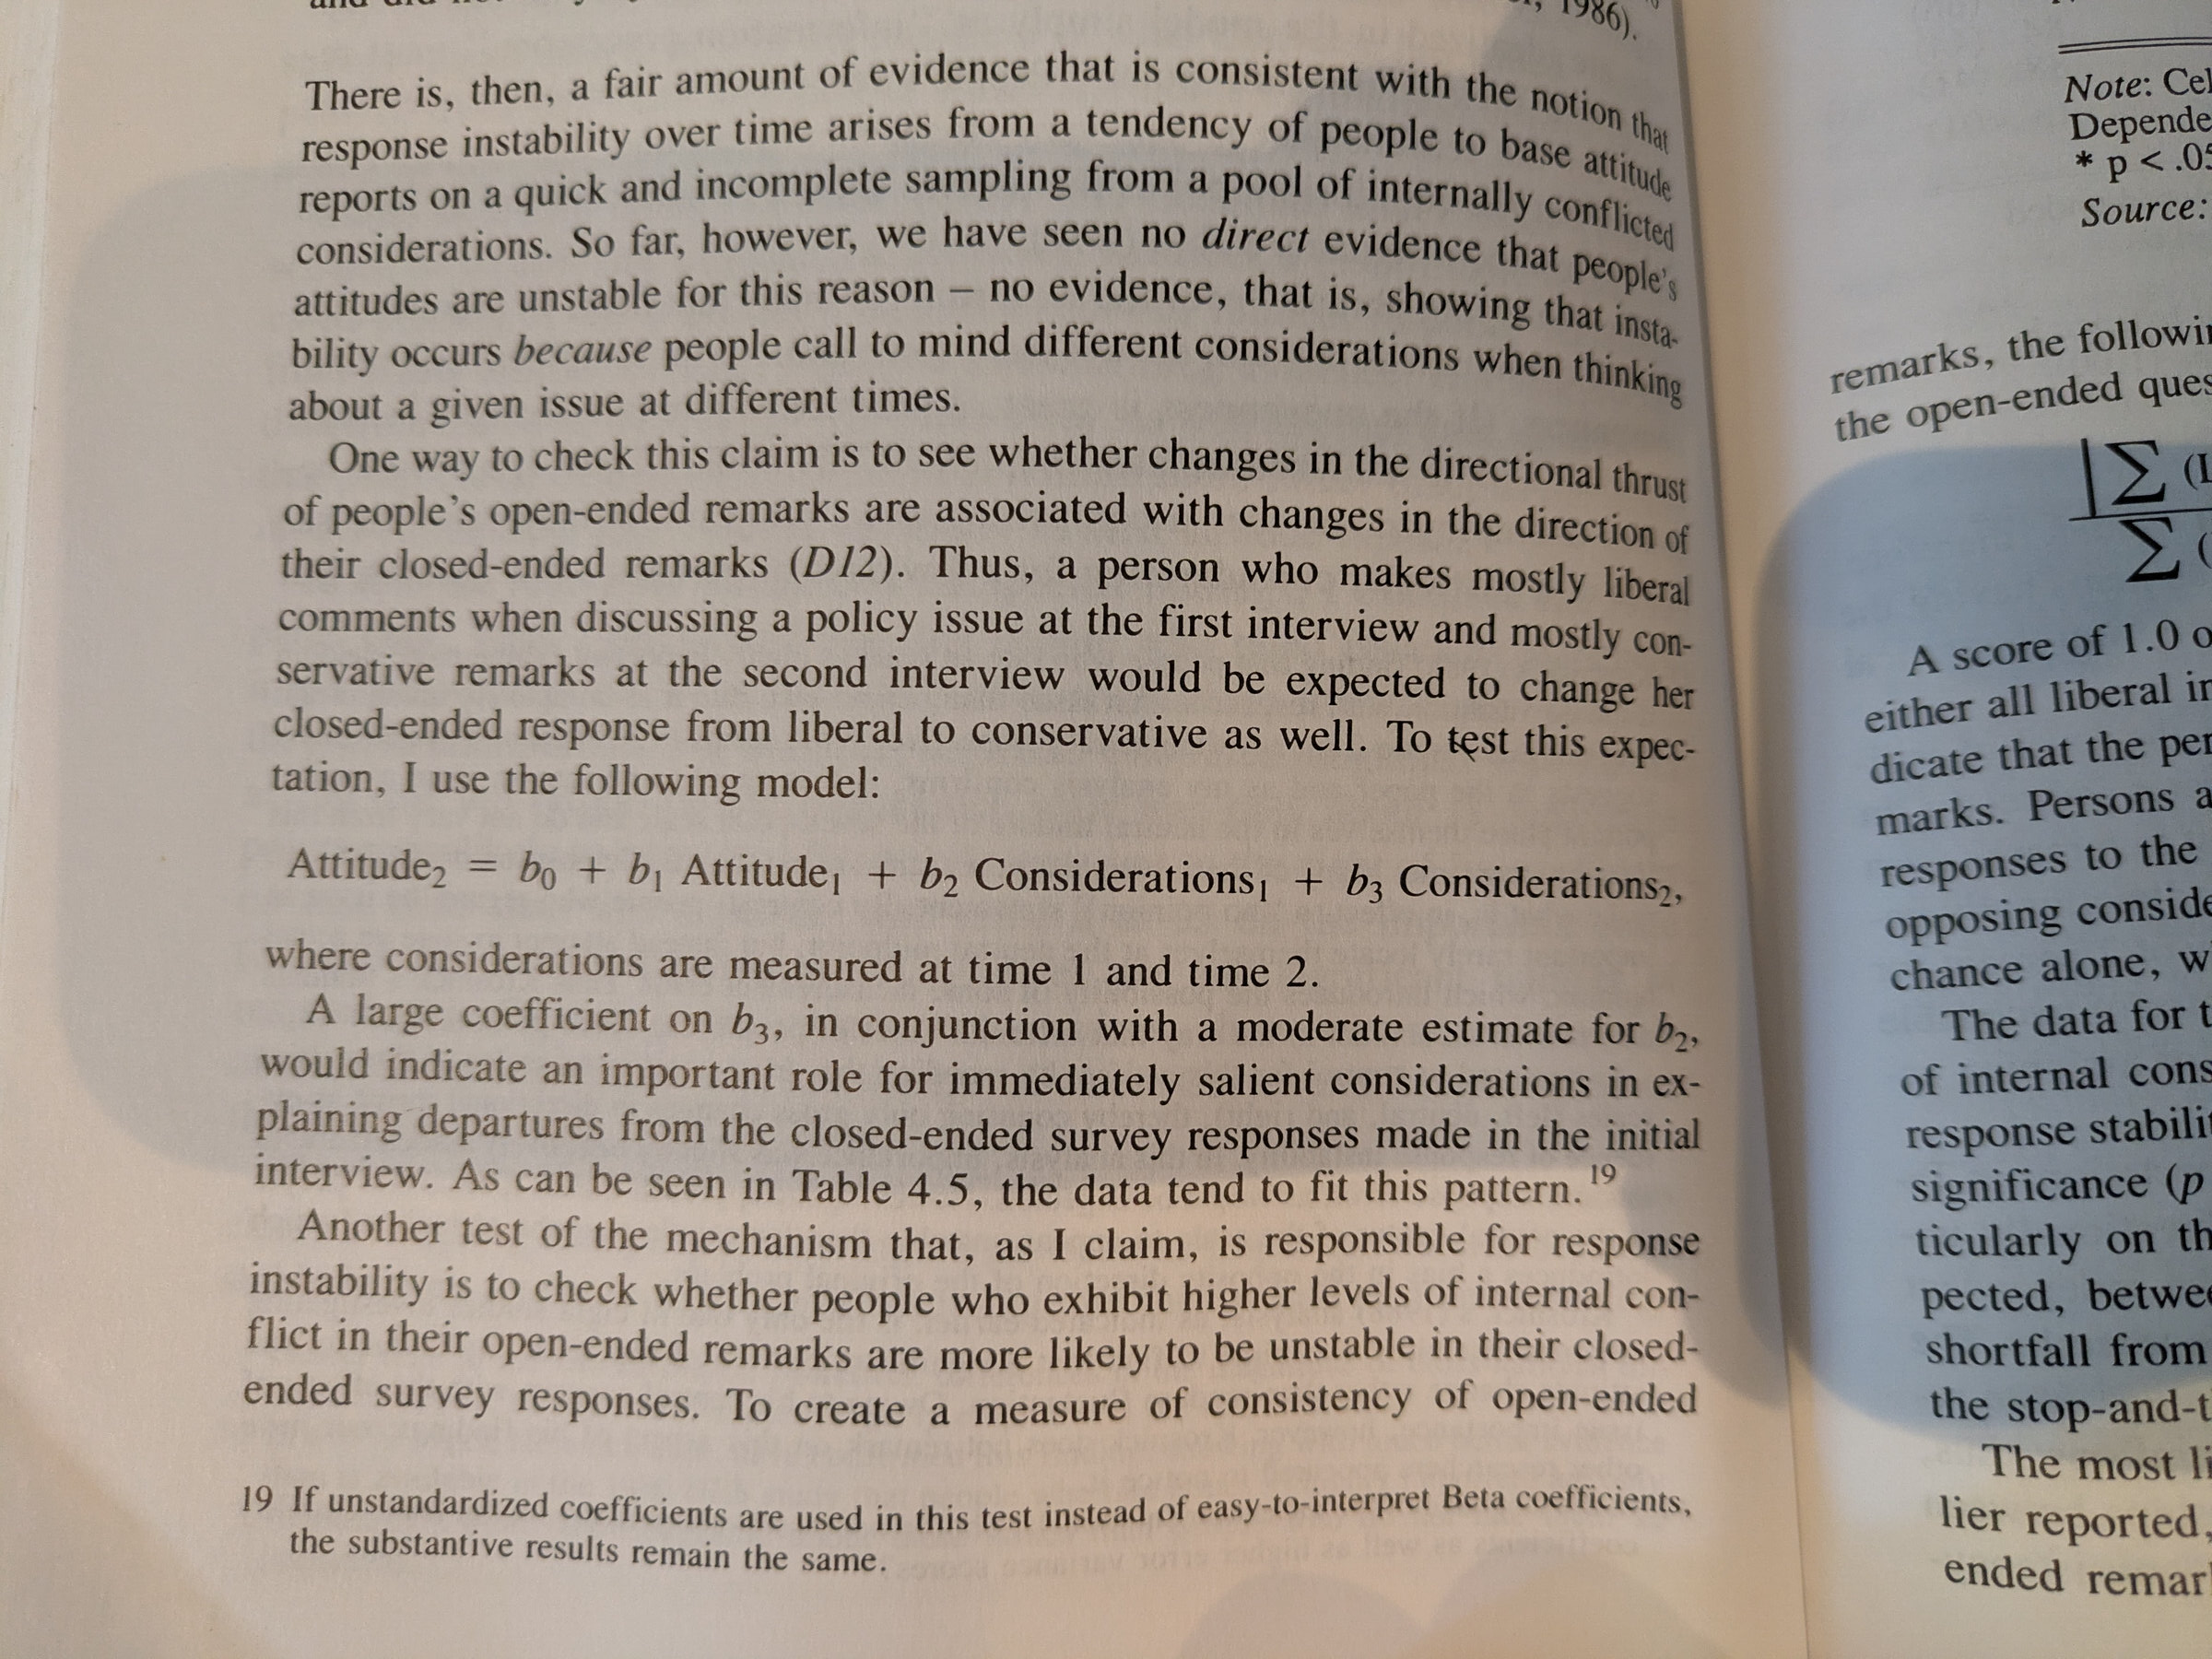 1986).
There is, then, a fair amount of evidence that is consistent with the notion that
response instability over time arises from a tendency of people to base attitude
reports on a quick and incomplete sampling from a pool of internally conflicted
considerations. So far, however, we have seen no direct evidence that people's
attitudes are unstable for this reason – no evidence, that is, showing that insta-
bility occurs because people call to mind different considerations when thinking
about a given issue at different times.
One way to check this claim is to see whether changes in the directional thrust
of people's open-ended remarks are associated with changes in the direction of
their closed-ended remarks (D12). Thus, a person who makes mostly liberal
comments when discussing a policy issue at the first interview and mostly con-
servative remarks at the second interview would be expected to change her
closed-ended response from liberal to conservative as well. To test this expec-
tation, I use the following model:
Attitude₂ = b₀ + b₁ Attitude₁ + b₂ Considerations₁ + b₃ Considerations₂,
where considerations are measured at time 1 and time 2.
A large coefficient on b₃, in conjunction with a moderate estimate for b₂,
would indicate an important role for immediately salient considerations in ex-
plaining departures from the closed-ended survey responses made in the initial
interview. As can be seen in Table 4.5, the data tend to fit this pattern.¹⁹
Another test of the mechanism that, as I claim, is responsible for response
instability is to check whether people who exhibit higher levels of internal con-
flict in their open-ended remarks are more likely to be unstable in their closed-
ended survey responses. To create a measure of consistency of open-ended
19 If unstandardized coefficients are used in this test instead of easy-to-interpret Beta coefficients,
the substantive results remain the same.
Note:
* p < .05
Source:
remarks, the
the open-ended
|∑ (
∑ (
A score of 1.0
either all liberal
dicate that the
marks. Persons
responses to the
opposing
chance alone,
The data for
of internal
response
significance (p
ticularly on
pected,
shortfall from
the
The most
lier reported,
ended